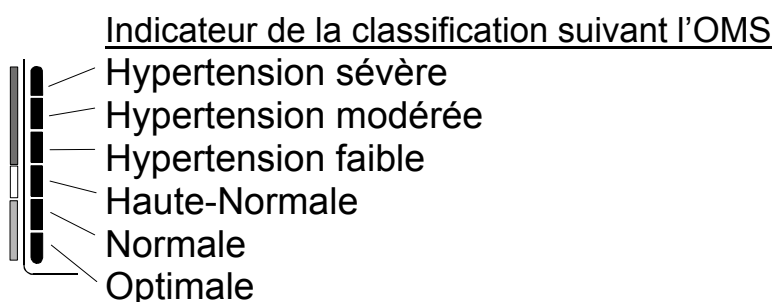 Indicateur de la classification suivant l’OMS
Hypertension sévère
Hypertension modérée
Hypertension faible
Haute-Normale
Normale
Optimale